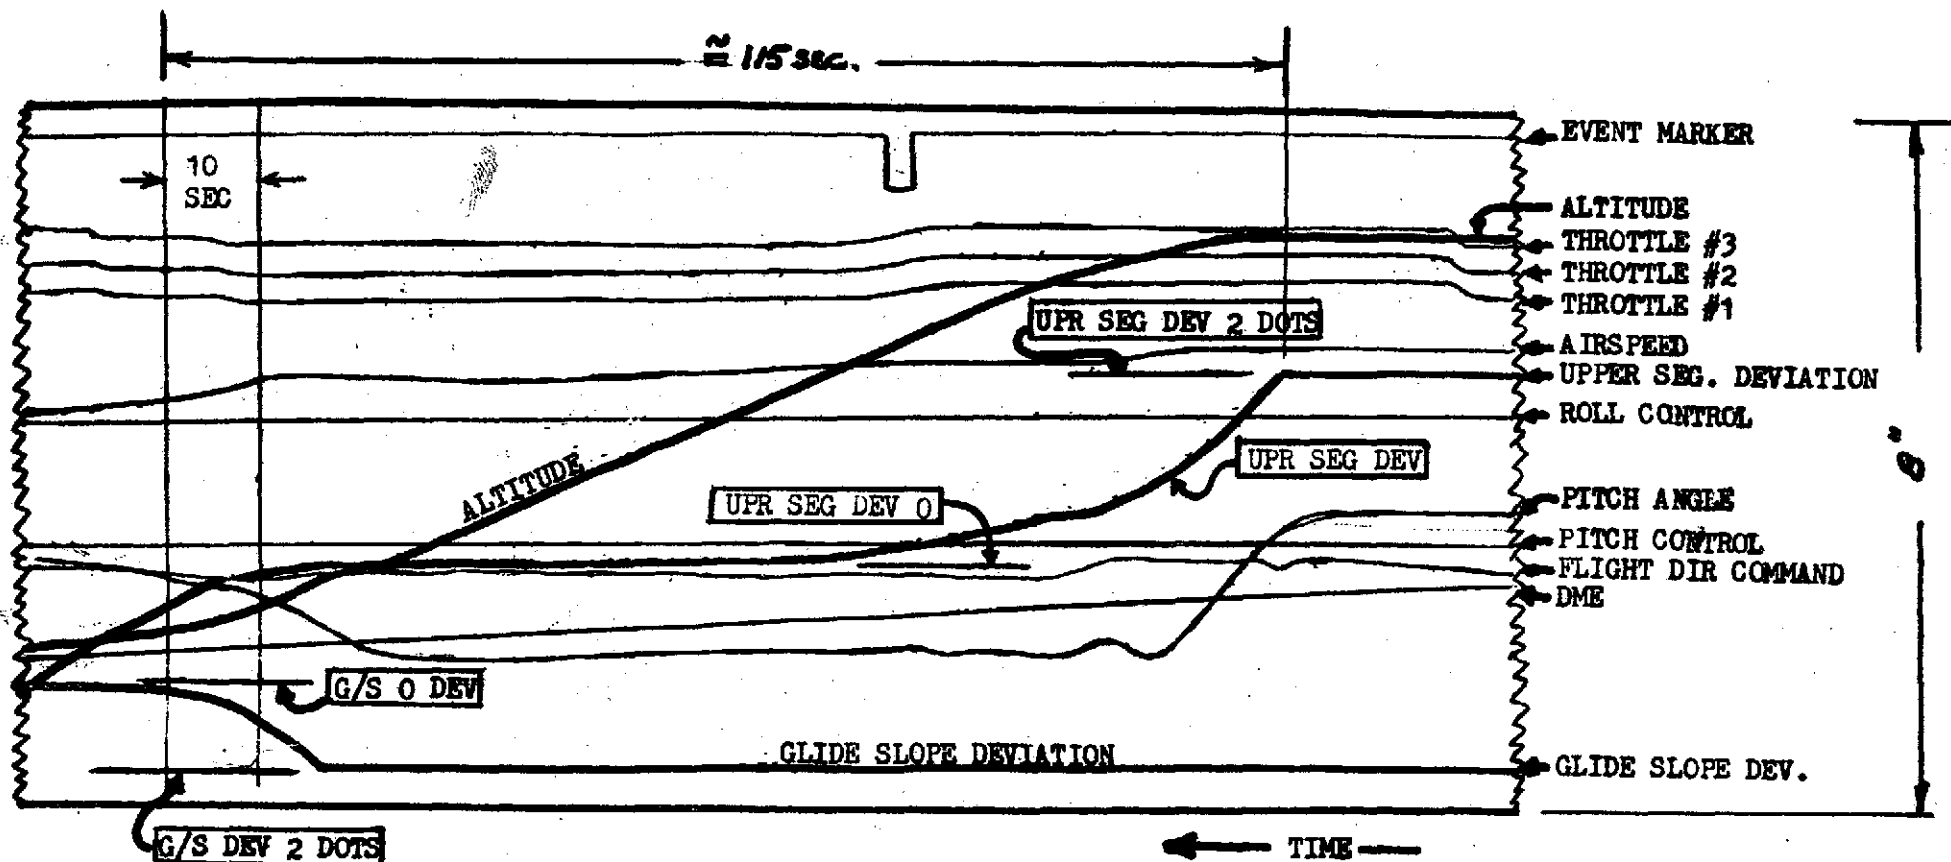 ≅ 115 sec.
EVENT MARKER
10
SEC
ALTITUDE
THROTTLE #3
THROTTLE #2
THROTTLE #1
UPR SEG DEV 2 DOTS
AIRSPEED
UPPER SEG. DEVIATION
ROLL CONTROL
8"
ALTITUDE
UPR SEG DEV
UPR SEG DEV 0
PITCH ANGLE
PITCH CONTROL
FLIGHT DIR COMMAND
DME
G/S 0 DEV
GLIDE SLOPE DEVIATION
GLIDE SLOPE DEV.
G/S DEV 2 DOTS
TIME